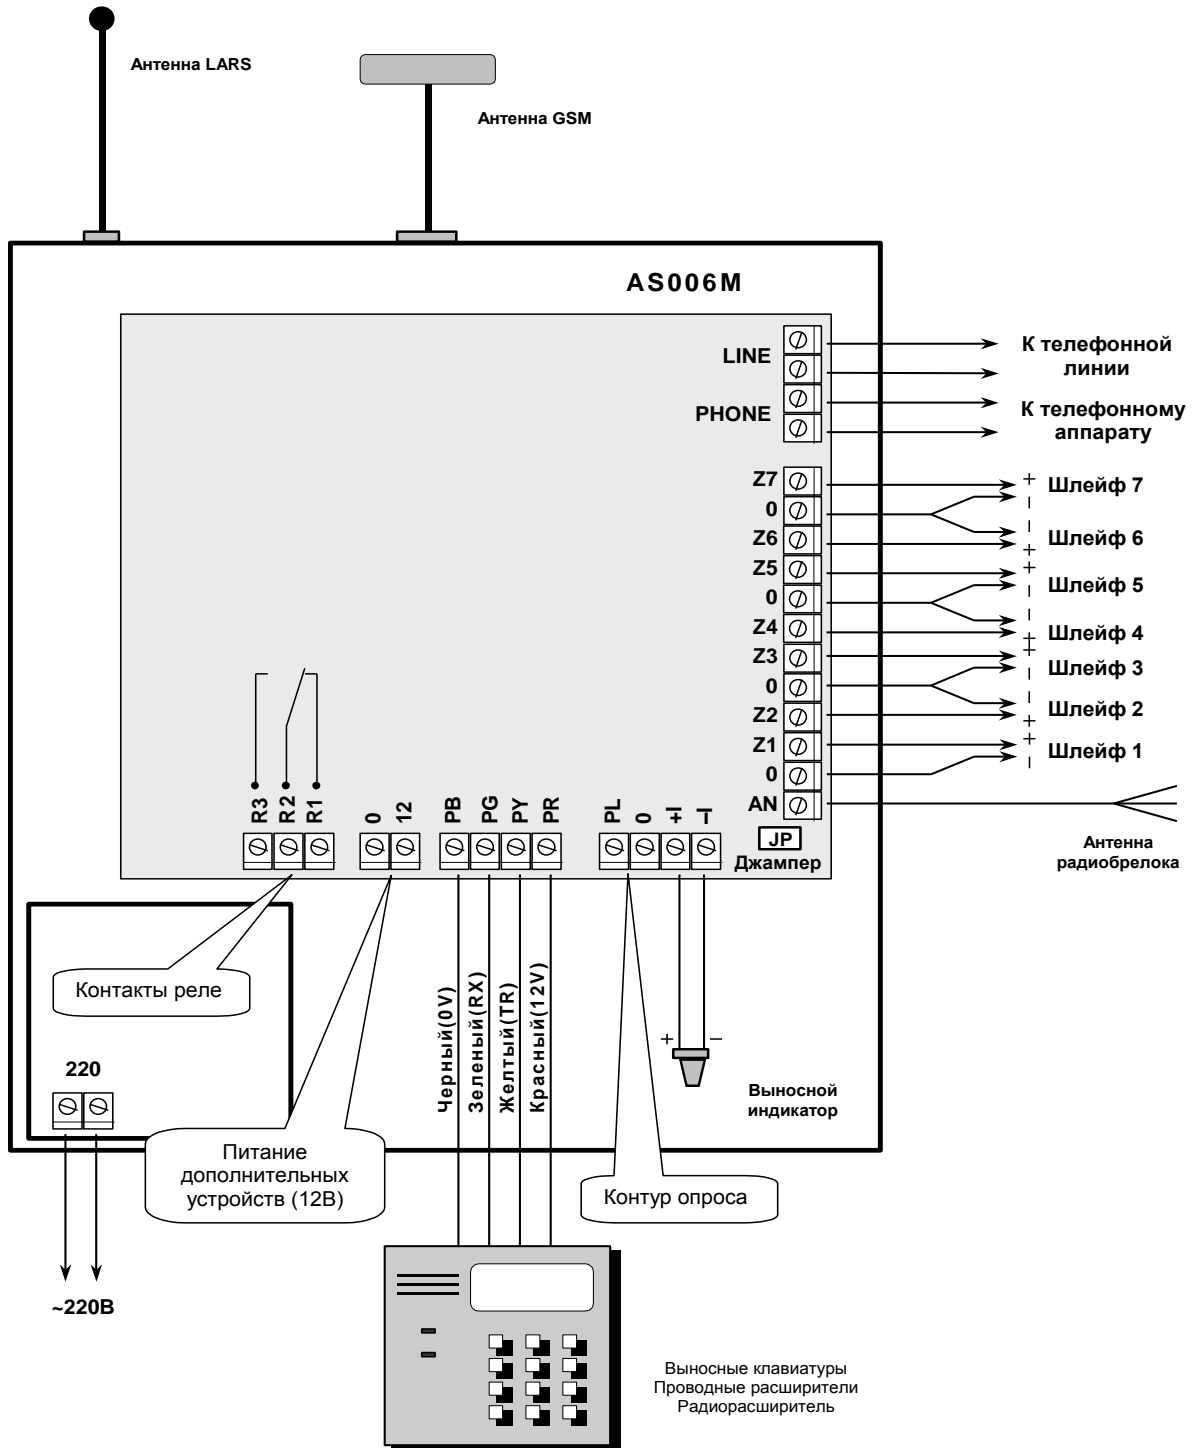 Антенна LARS
Антенна GSM
AS006M
LINE
К телефонной
линии
PHONE
К телефонному
аппарату
Z7
+
Шлейф 7
0
–
Z6
–
+
Шлейф 6
Z5
+
Шлейф 5
0
–
Z4
–
+
Шлейф 4
Z3
+
Шлейф 3
0
–
Z2
–
+
Шлейф 2
Z1
+
Шлейф 1
0
–
AN
Антенна
радиобрелока
JP
Джампер
R3
R2
R1
0
12
PB
PG
PY
PR
PL
0
+I
–I
Контакты реле
Черный(0V)
Зеленый(RX)
Желтый(TR)
Красный(12V)
+
–
Выносной
индикатор
220
Питание
дополнительных
устройств (12В)
Контур опроса
~220В
Выносные клавиатуры
Проводные расширители
Радиорасширитель